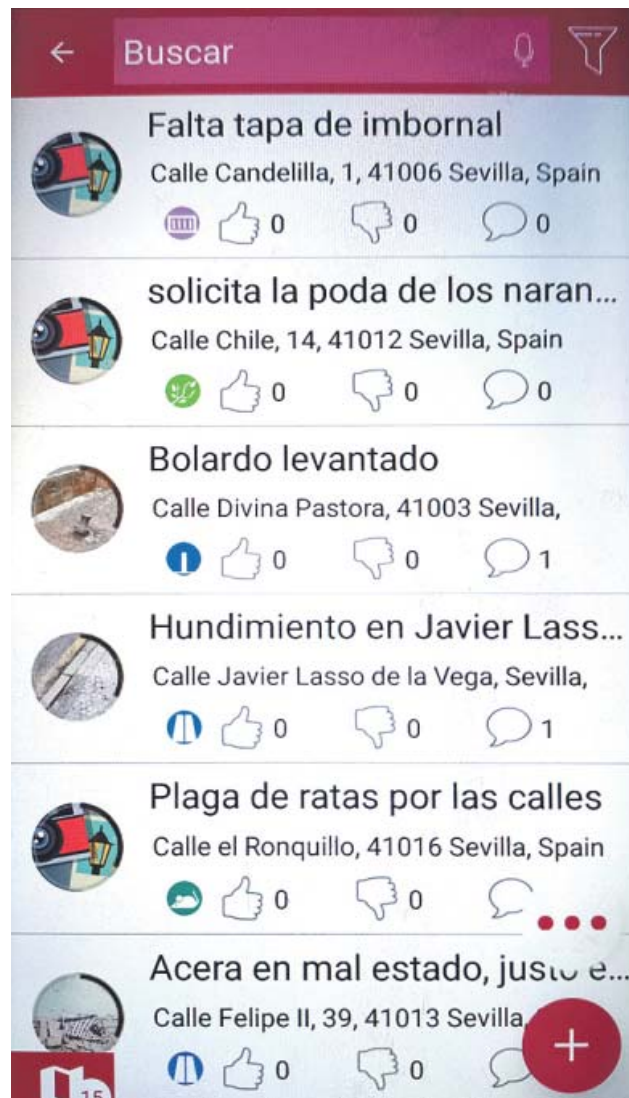 Buscar
Falta tapa de imbornal
Calle Candelilla, 1, 41006 Sevilla, Spain
0 0 0
solicita la poda de los naran...
Calle Chile, 14, 41012 Sevilla, Spain
0 0 0
Bolardo levantado
Calle Divina Pastora, 41003 Sevilla,
0 0 1
Hundimiento en Javier Lass...
Calle Javier Lasso de la Vega, Sevilla,
0 0 1
Plaga de ratas por las calles
Calle el Ronquillo, 41016 Sevilla, Spain
0 0
Acera en mal estado, justo e...
Calle Felipe II, 39, 41013 Sevilla,
0 0
15